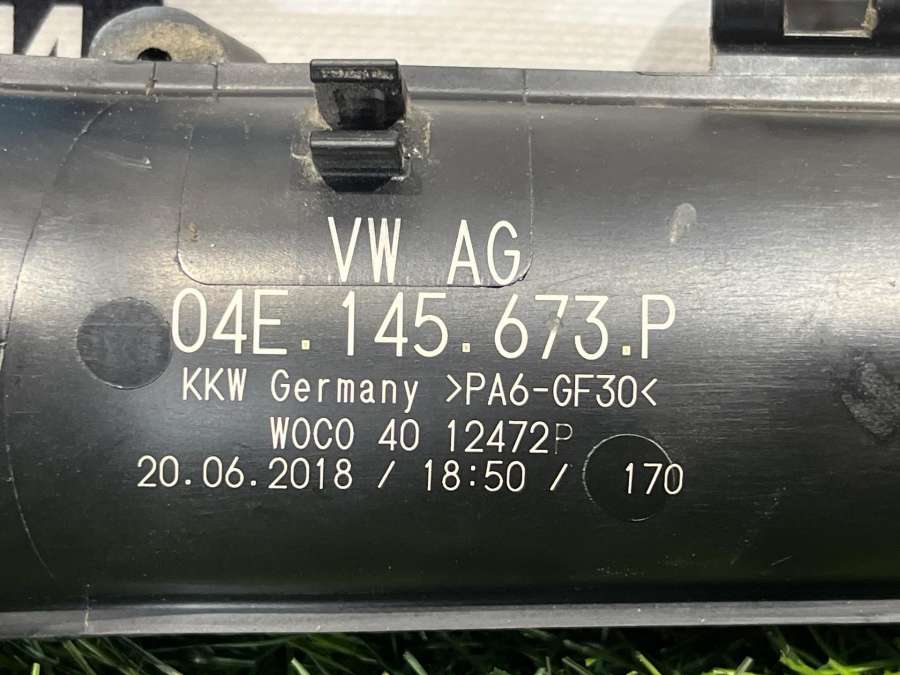 VW AG
04E.145.673.P
KKW Germany >PA6-GF30<
WOCO 40 12472P
20.06.2018 / 18:50 / 170